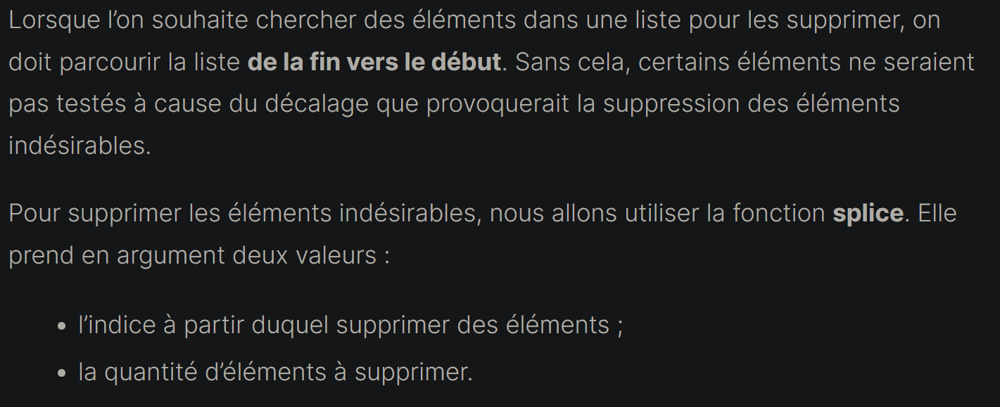 Lorsque l’on souhaite chercher des éléments dans une liste pour les supprimer, on
doit parcourir la liste de la fin vers le début. Sans cela, certains éléments ne seraient
pas testés à cause du décalage que provoquerait la suppression des éléments
indésirables.
Pour supprimer les éléments indésirables, nous allons utiliser la fonction splice. Elle
prend en argument deux valeurs :
• l’indice à partir duquel supprimer des éléments ;
• la quantité d’éléments à supprimer.